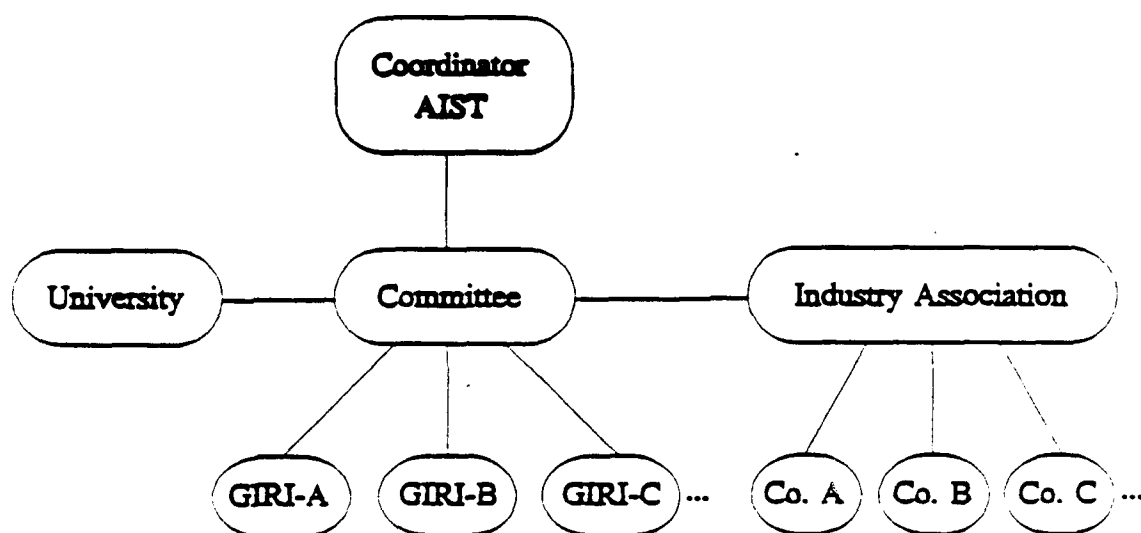 Coordinator
AIST
University
Committee
Industry Association
GIRI-A
GIRI-B
GIRI-C ...
Co. A
Co. B
Co. C ...